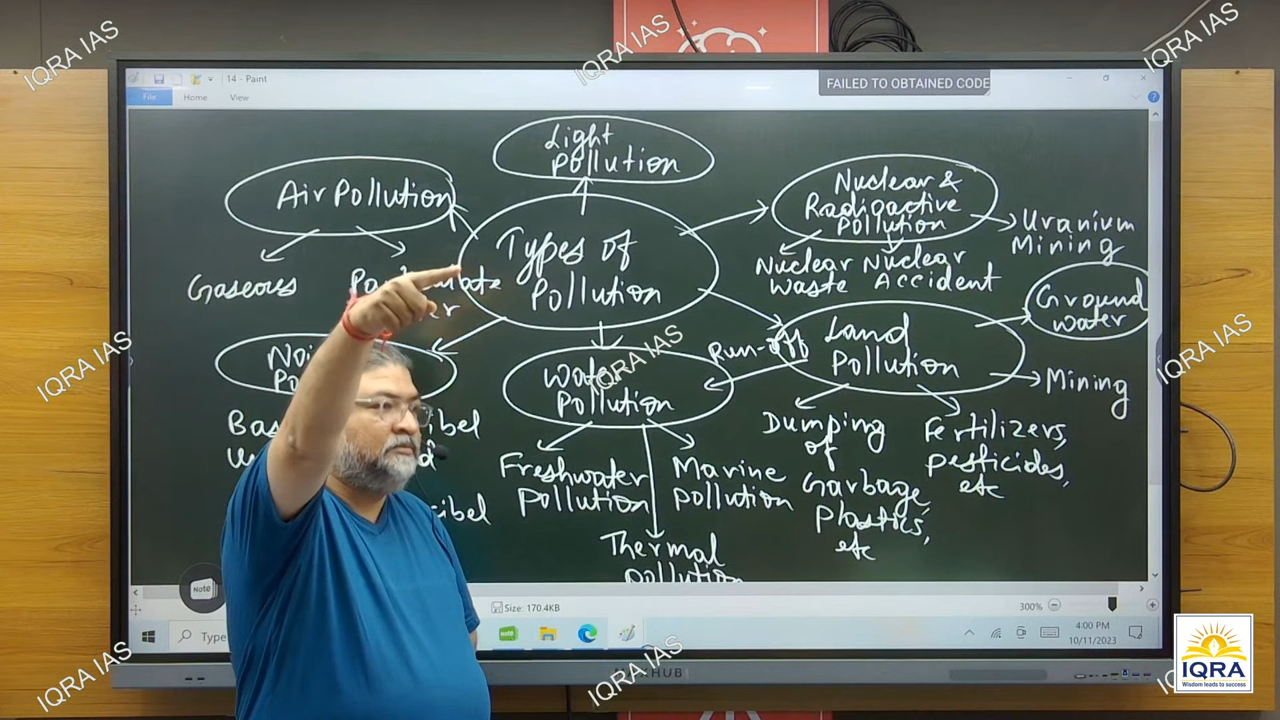 IQRA IAS
IQRA IAS
IQRA IAS
14 - Paint
FAILED TO OBTAINED CODE
File Home View
Light
Pollution
Air Pollution
Gaseous
Types of
Pollution
Nuclear &
Radioactive
Pollution
Uranium
Mining
Nuclear
Waste
Nuclear
Accident
Ground
water
Land
Pollution
Run-off
Mining
Dumping
of
Garbage,
Plastics,
etc
Fertilizers,
pesticides,
etc
Water
Pollution
Freshwater
Pollution
Marine
pollution
Thermal
pollution
IQRA IAS
IQRA IAS
IQRA IAS
note
Size: 170.4KB
300%
Type
note
4:00 PM
10/11/2023
IQRA IAS
IQRA IAS
IQRA
Wisdom leads to success